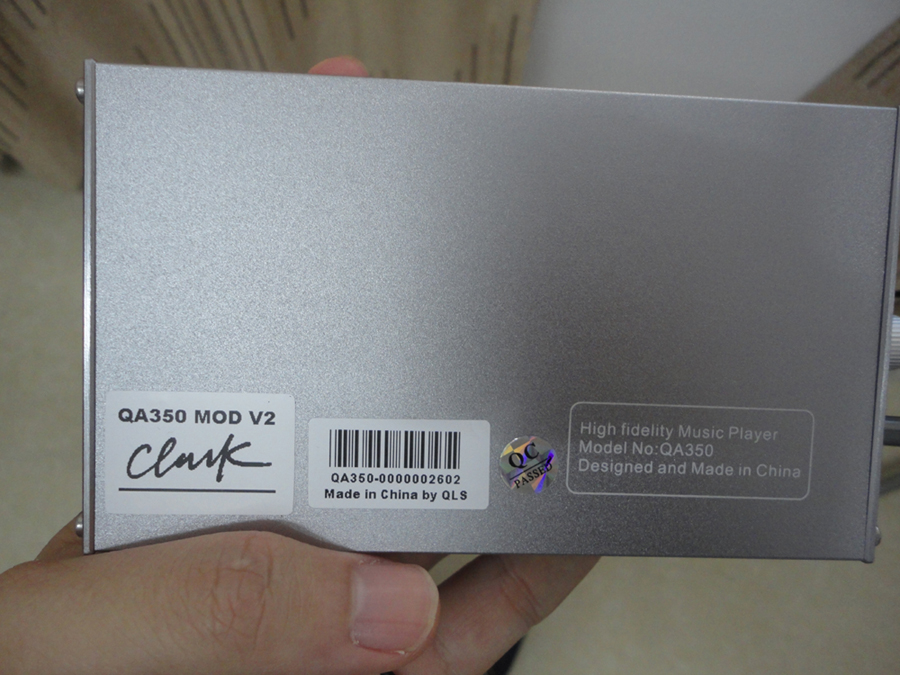 QA350 MOD V2
Clark
QA350-0000002602
Made in China by QLS
QC
PASSED
High fidelity Music Player
Model No:QA350
Designed and Made in China